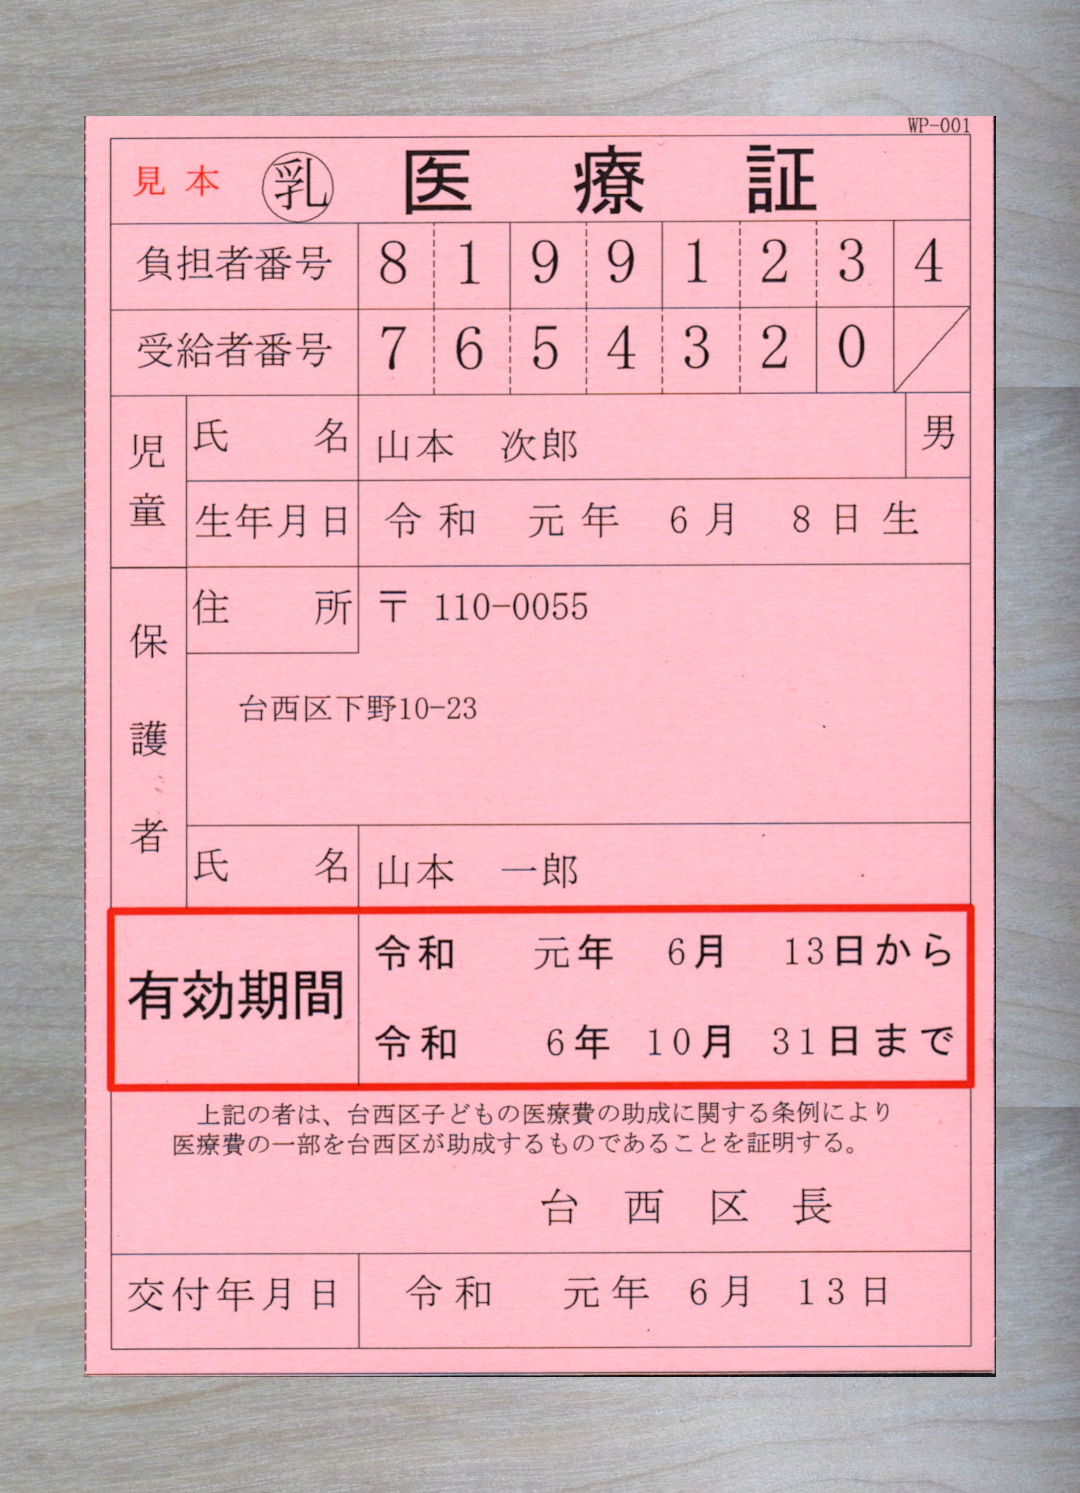 WP-001
見本 ㊥乳 医療証
負担者番号 8 1 9 9 1 2 3 4
受給者番号 7 6 5 4 3 2 0
児童 氏名 山本 次郎 男
生年月日 令和 元年 6月 8日生
保護者 住所 〒 110-0055
台西区下野10-23
氏名 山本 一郎
有効期間 令和 元年 6月 13日から
令和 6年 10月 31日まで
上記の者は、台西区子どもの医療費の助成に関する条例により
医療費の一部を台西区が助成するものであることを証明する。
台西区長
交付年月日 令和 元年 6月 13日